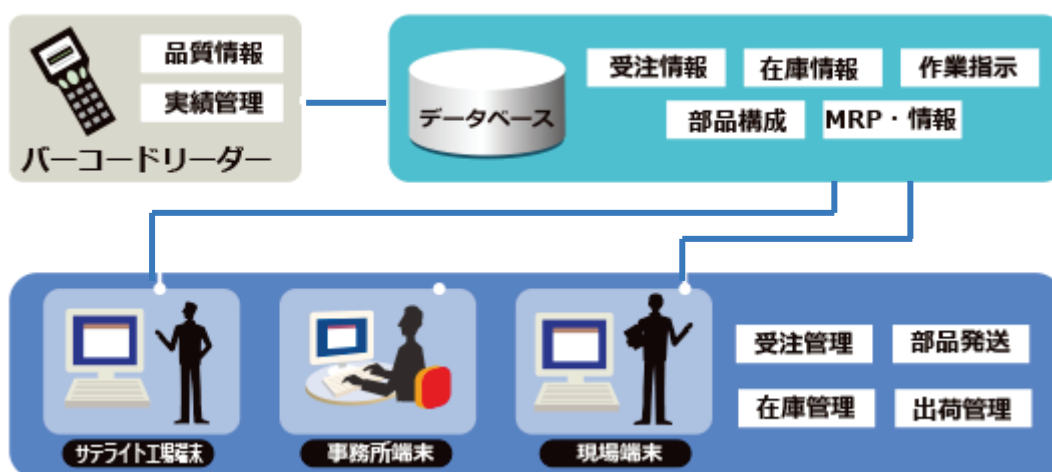 品質情報
実績管理
バーコードリーダー
データベース
受注情報
在庫情報
作業指示
部品構成
MRP・情報
サテライト工場端末
事務所端末
現場端末
受注管理
部品発送
在庫管理
出荷管理